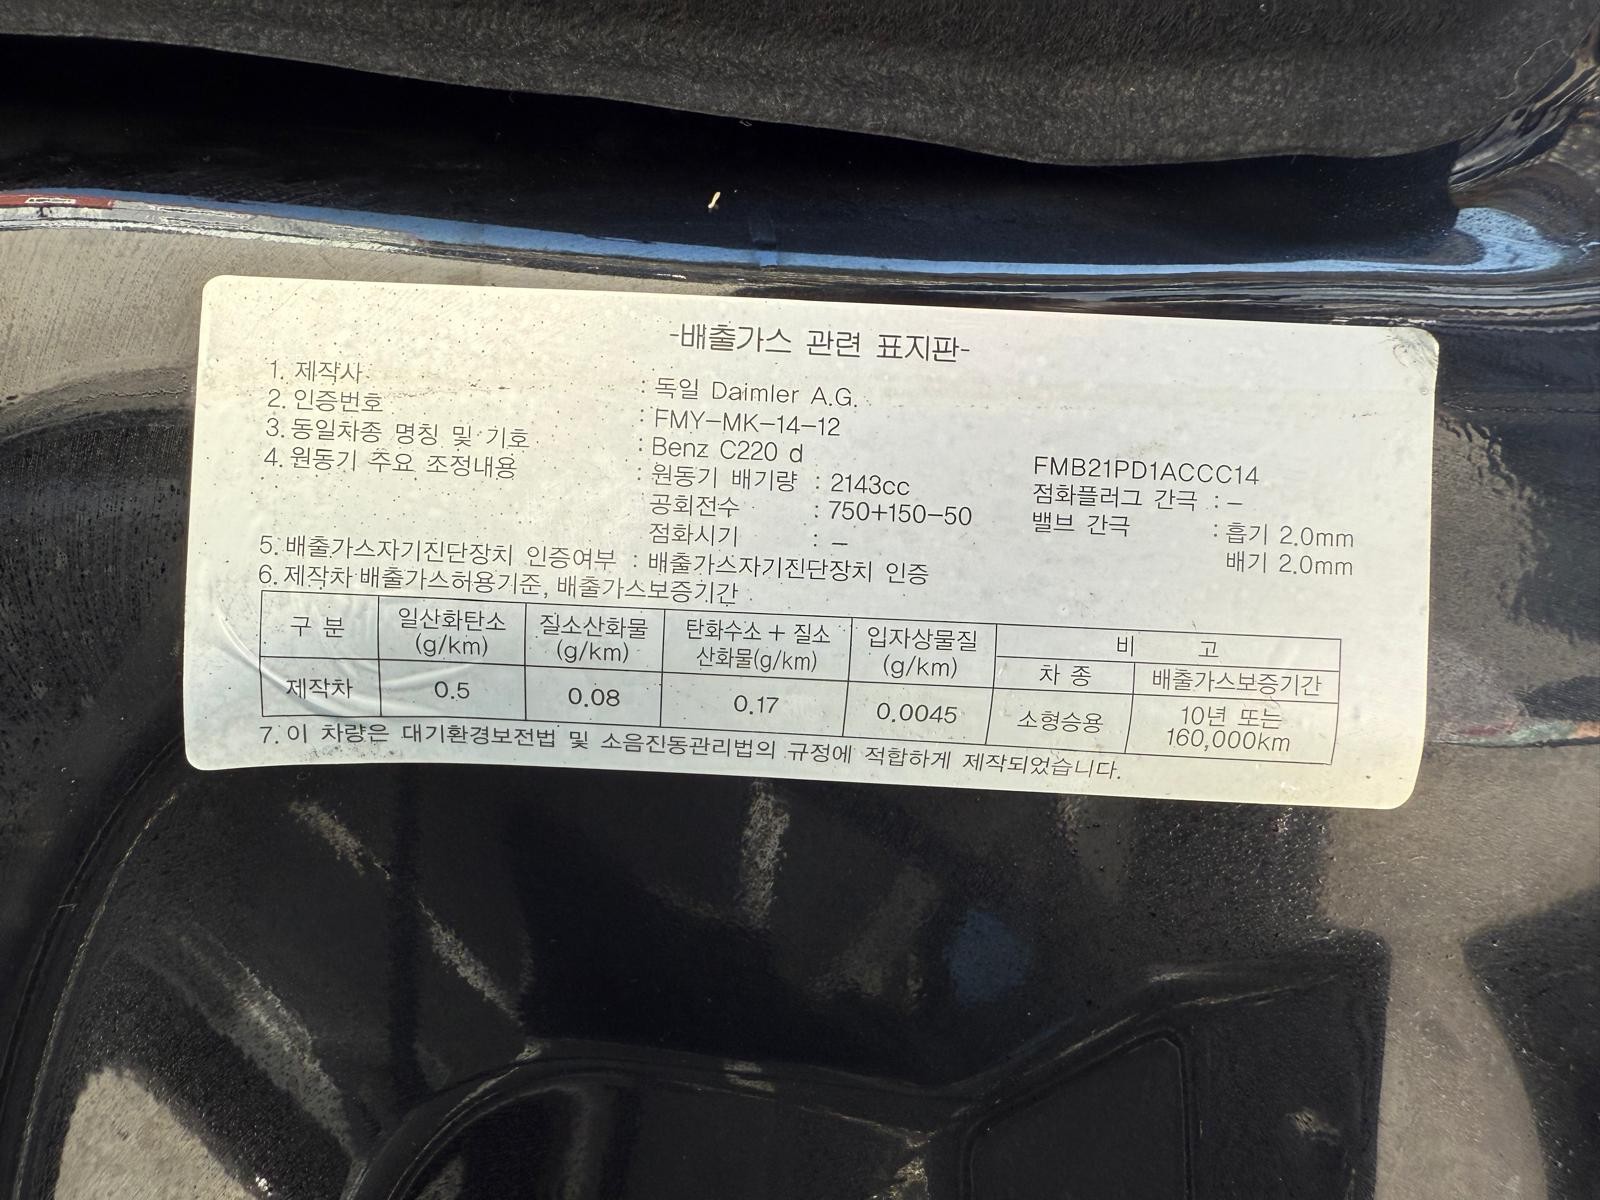 -배출가스 관련 표지판-
1. 제작사 : 독일 Daimler A.G.
2. 인증번호 : FMY-MK-14-12
3. 동일차종 명칭 및 기호 : Benz C220 d FMB21PD1ACCC14
4. 원동기 주요 조정내용 : 원동기 배기량 : 2143cc 점화플러그 간극 : -
공회전수 : 750+150-50 밸브 간극 : 흡기 2.0mm
점화시기 : - 배기 2.0mm
5. 배출가스자기진단장치 인증여부 : 배출가스자기진단장치 인증
6. 제작차 배출가스허용기준, 배출가스보증기간
구 분 일산화탄소 (g/km) 질소산화물 (g/km) 탄화수소 + 질소 산화물(g/km) 입자상물질 (g/km) 비 고
차 종 배출가스보증기간
제작차 0.5 0.08 0.17 0.0045 소형승용 10년 또는 160,000km
7. 이 차량은 대기환경보전법 및 소음진동관리법의 규정에 적합하게 제작되었습니다.